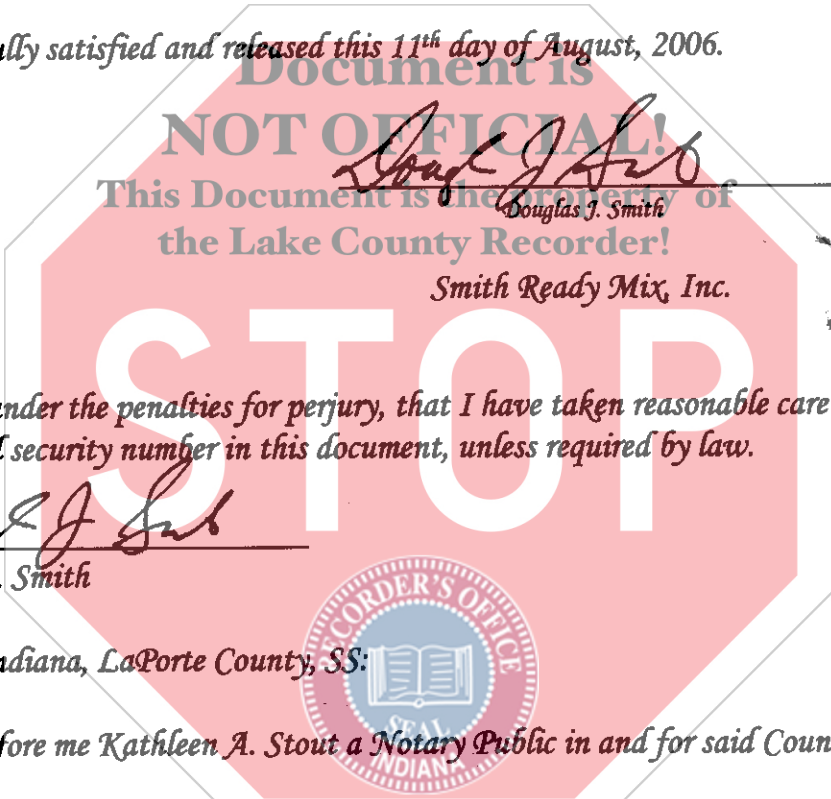 ully satisfied and released this 11th day of August, 2006.
Document is
NOT OFFICIAL!
This Document is the property of
the Lake County Recorder!
Douglas J. Smith
Smith Ready Mix, Inc.
STOP
nder the penalties for perjury, that I have taken reasonable care
l security number in this document, unless required by law.
. Smith
RECORDER'S OFFICE
SEAL
INDIANA
ndiana, LaPorte County, SS:
fore me Kathleen A. Stout a Notary Public in and for said Coun